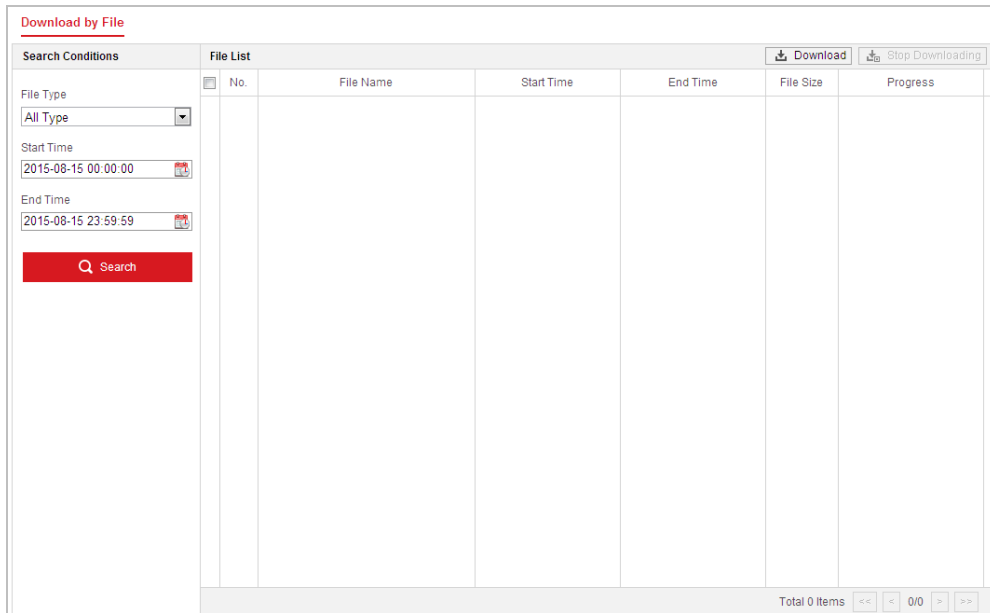 Download by File
Search Conditions
File List
Download
Stop Downloading
No.
File Name
Start Time
End Time
File Size
Progress
File Type
All Type
Start Time
2015-08-15 00:00:00
End Time
2015-08-15 23:59:59
Search
Total 0 Items << < 0/0 > >>